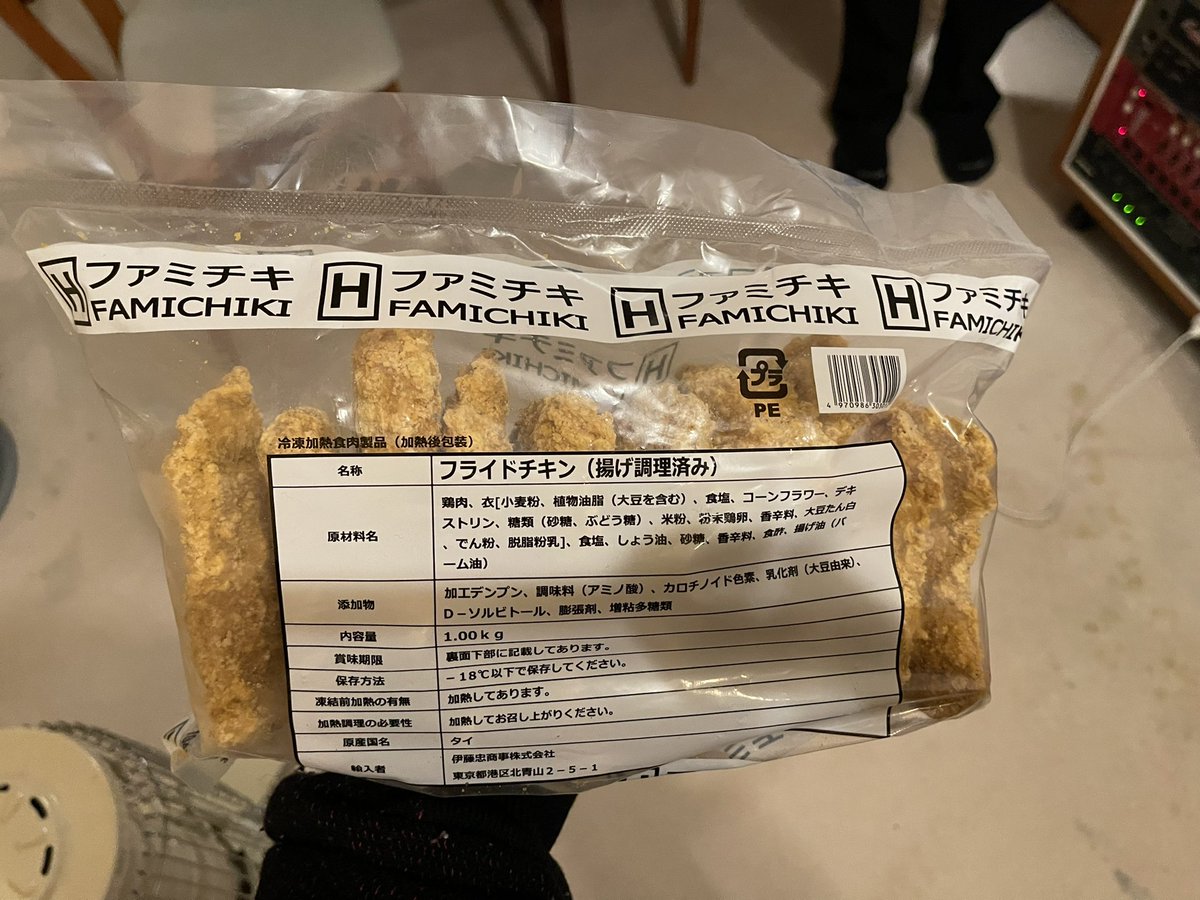 H ファミチキ FAMICHIKI
H ファミチキ FAMICHIKI
H ファミチキ FAMICHIKI
H ファミチキ FAMICHIK
プラ
PE
冷凍加熱食肉製品（加熱後包装）
名称 フライドチキン（揚げ調理済み）
原材料名 鶏肉、衣[小麦粉、植物油脂（大豆を含む）、食塩、コーンフラワー、デキ
ストリン、糖類（砂糖、ぶどう糖）、米粉、粉末鶏卵、香辛料、大豆たん白
、でん粉、脱脂粉乳]、食塩、しょう油、砂糖、香辛料、食酢、揚げ油（パ
ーム油）
添加物 加工デンプン、調味料（アミノ酸）、カロチノイド色素、乳化剤（大豆由来）、
D－ソルビトール、膨張剤、増粘多糖類
内容量 1.00ｋｇ
賞味期限 裏面下部に記載してあります。
保存方法 －18℃以下で保存してください。
凍結前加熱の有無 加熱してあります。
加熱調理の必要性 加熱してお召し上がりください。
原産国名 タイ
輸入者 伊藤忠商事株式会社
東京都港区北青山２－５－１